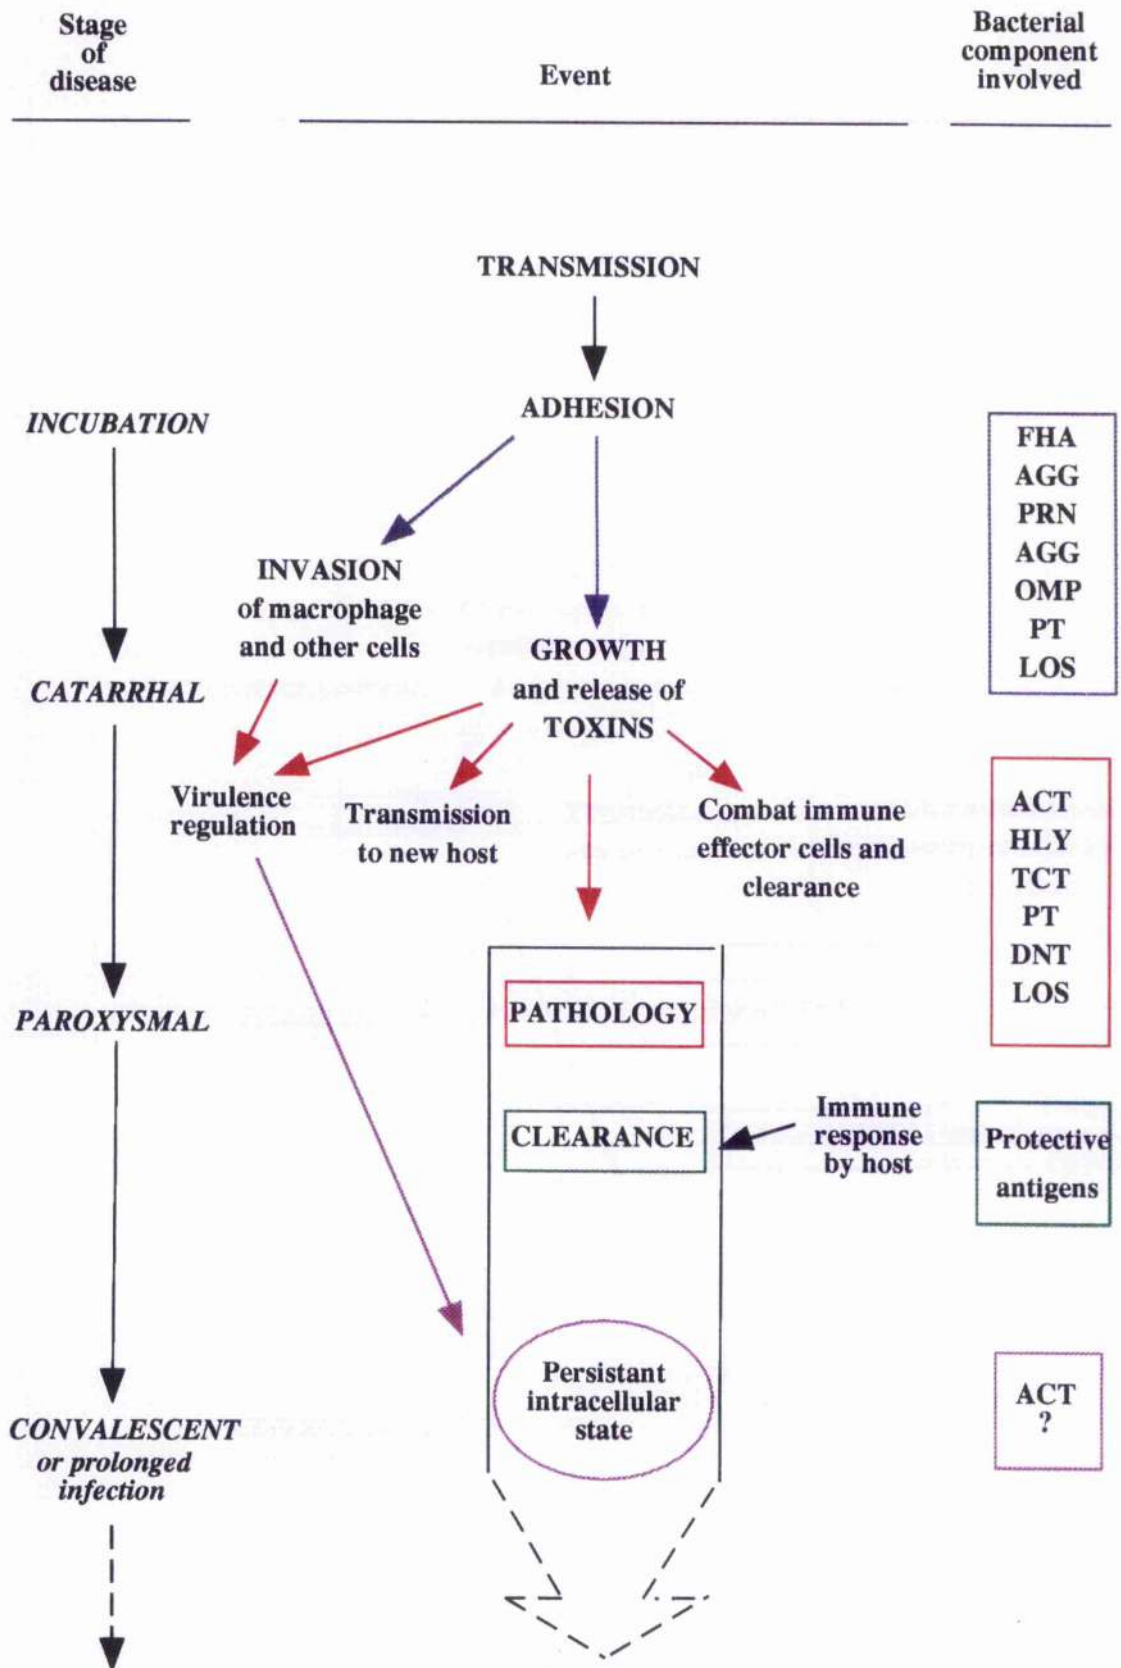 Stage
of
disease
Event
Bacterial
component
involved
TRANSMISSION
INCUBATION
ADHESION
FHA
AGG
PRN
AGG
OMP
PT
LOS
INVASION
of macrophage
and other cells
GROWTH
and release of
TOXINS
CATARRHAL
Virulence
regulation
Transmission
to new host
Combat immune
effector cells and
clearance
ACT
HLY
TCT
PT
DNT
LOS
PAROXYSMAL
PATHOLOGY
CLEARANCE
Immune
response
by host
Protective
antigens
Persistant
intracellular
state
ACT
?
CONVALESCENT
or prolonged
infection